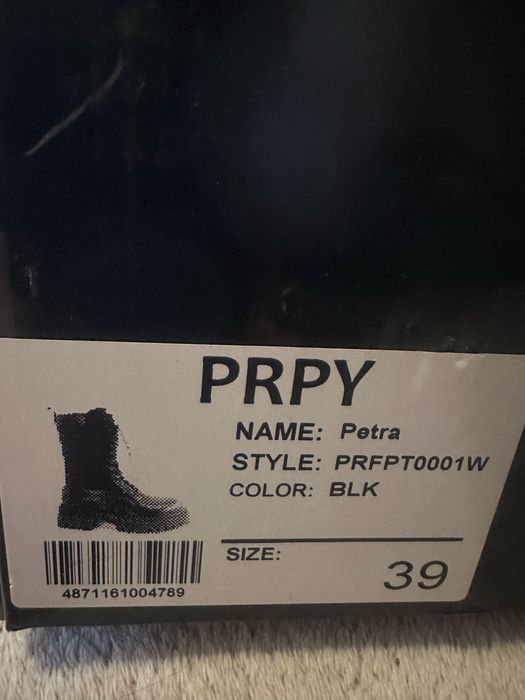 PRPY
NAME: Petra
STYLE: PRFPT0001W
COLOR: BLK
SIZE:
39
4871161004789